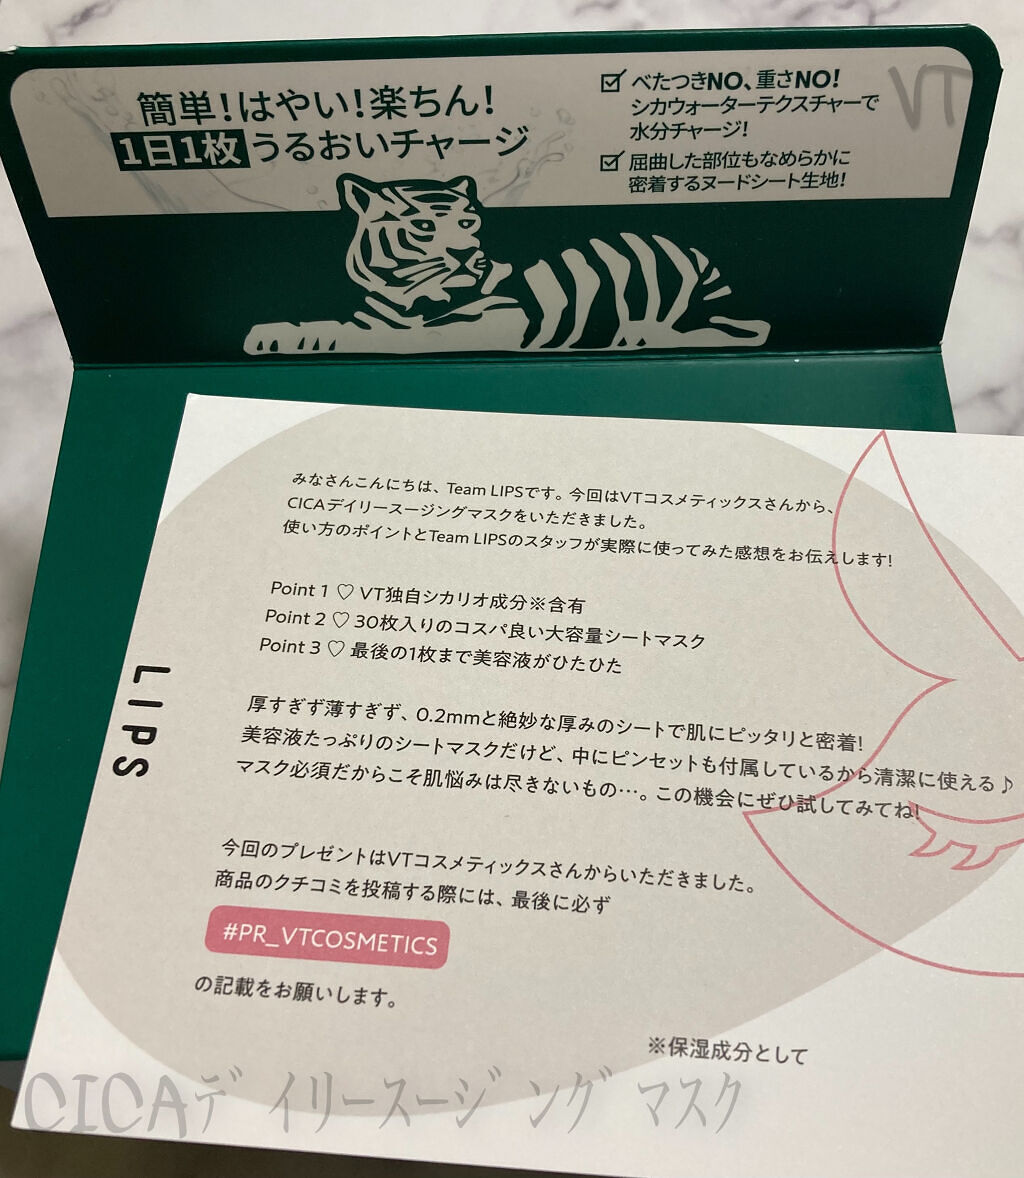 簡単!はやい!楽ちん!
1日1枚うるおいチャージ
べたつきNO、重さNO!
シカウォーターテクスチャーで
水分チャージ!
屈曲した部位もなめらかに
密着するヌードシート生地!
VT
みなさんこんにちは、Team LIPSです。今回はVTコスメティックスさんから、
CICAデイリースージングマスクをいただきました。
使い方のポイントとTeam LIPSのスタッフが実際に使ってみた感想をお伝えします!
Point 1 ♡ VT独自シカリオ成分※含有
Point 2 ♡ 30枚入りのコスパ良い大容量シートマスク
Point 3 ♡ 最後の1枚まで美容液がひたひた
LIPS
厚すぎず薄すぎず、0.2mmと絶妙な厚みのシートで肌にピッタリと密着!
美容液たっぷりのシートマスクだけど、中にピンセットも付属しているから清潔に使える♪
マスク必須だからこそ肌悩みは尽きないもの…。この機会にぜひ試してみてね!
今回のプレゼントはVTコスメティックスさんからいただきました。
商品のクチコミを投稿する際には、最後に必ず
#PR_VTCOSMETICS
の記載をお願いします。
※保湿成分として
CICAデイリースージングマスク